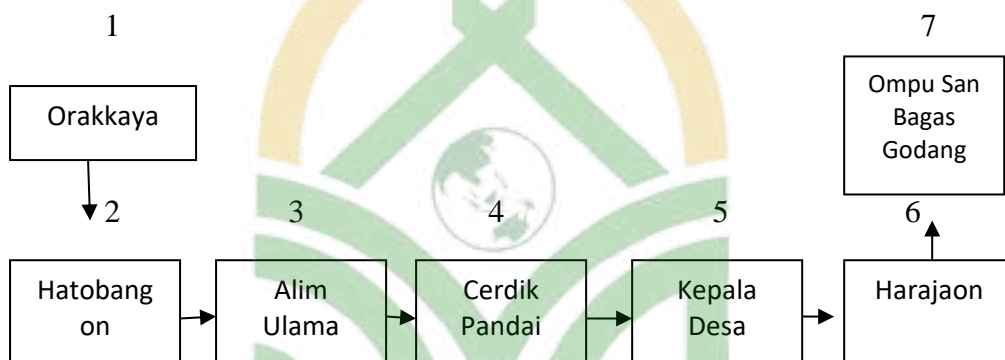 1
7
Orakkaya
Ompu San
Bagas
Godang
2
3
4
5
6
Hatobang
on
Alim
Ulama
Cerdik
Pandai
Kepala
Desa
Harajaon